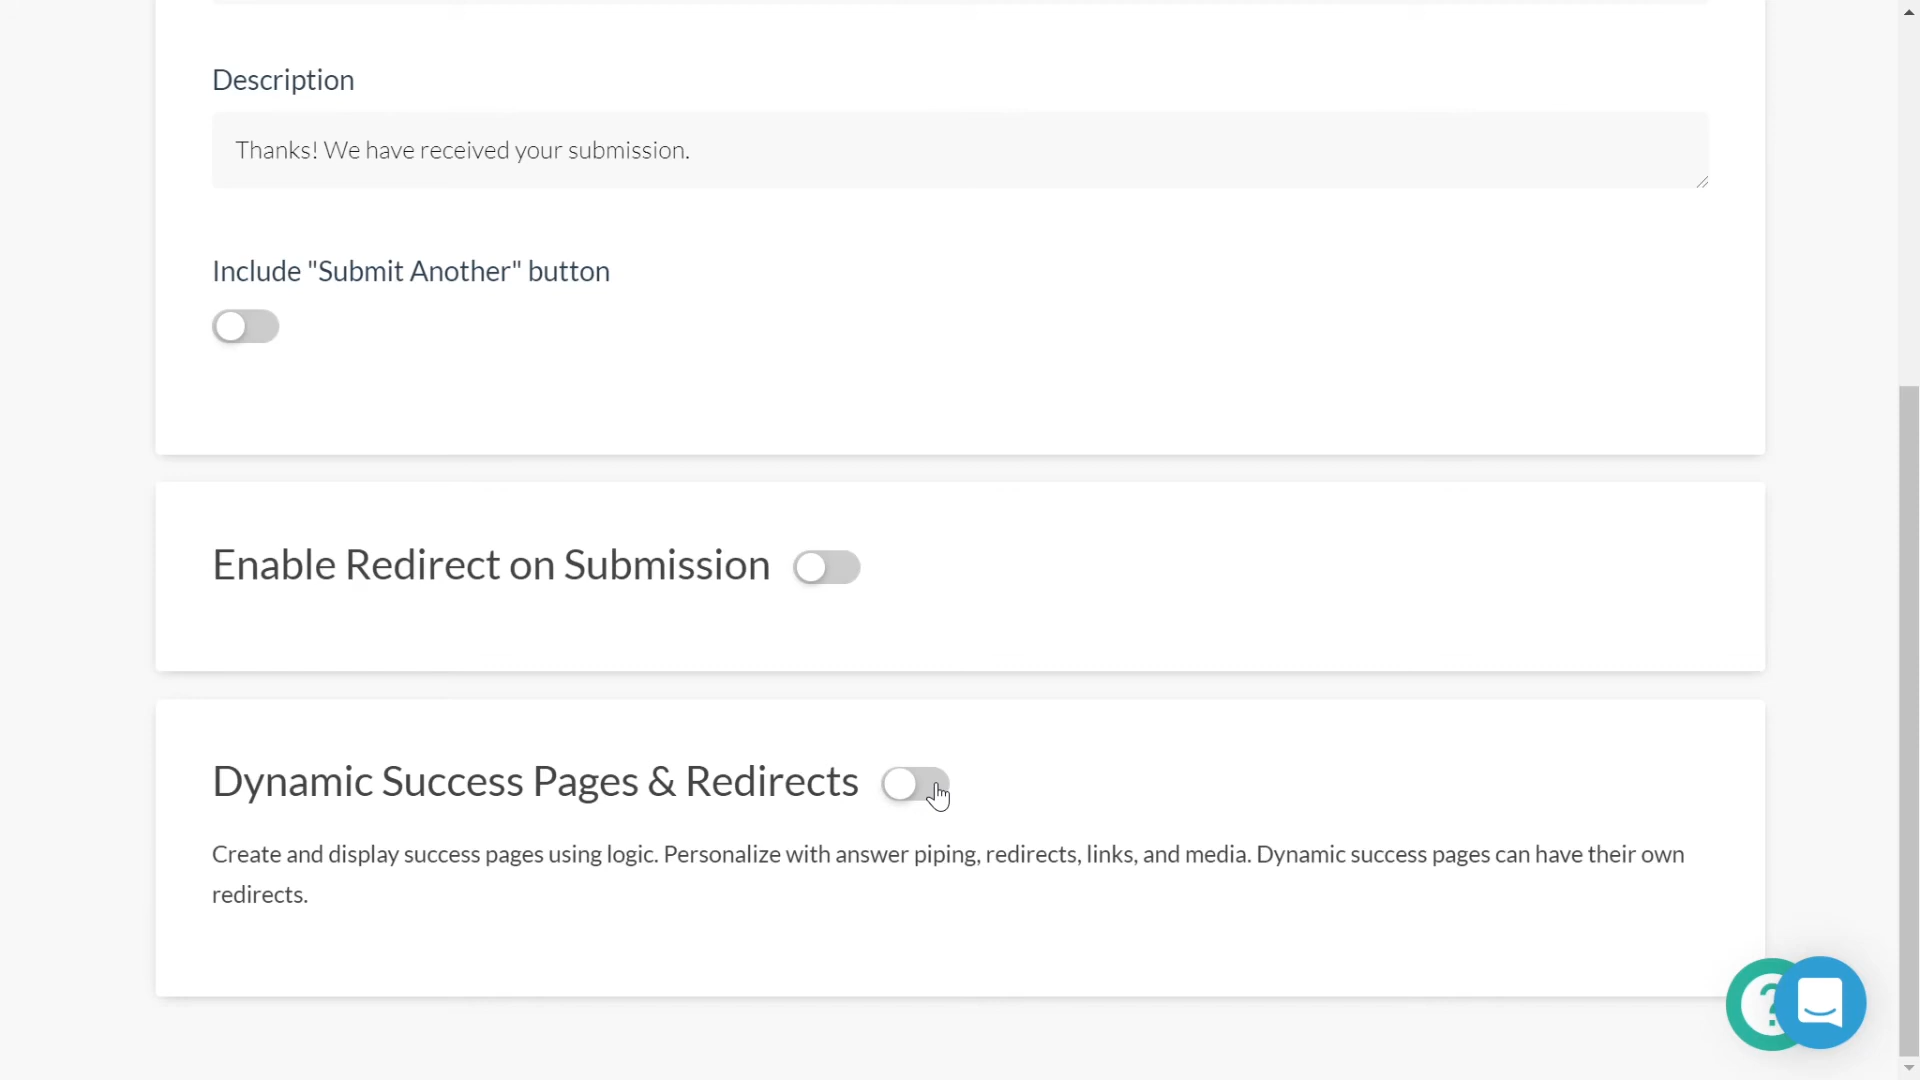 Description
Thanks! We have received your submission.
Include "Submit Another" button
Enable Redirect on Submission
Dynamic Success Pages & Redirects
Create and display success pages using logic. Personalize with answer piping, redirects, links, and media. Dynamic success pages can have their own
redirects.
?